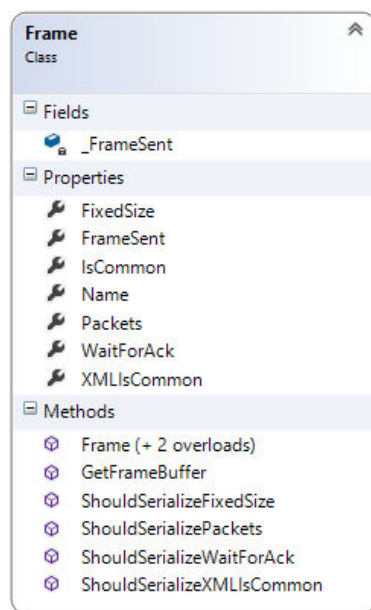 Frame
Class
Fields
_FrameSent
Properties
FixedSize
FrameSent
IsCommon
Name
Packets
WaitForAck
XMLIsCommon
Methods
Frame (+ 2 overloads)
GetFrameBuffer
ShouldSerializeFixedSize
ShouldSerializePackets
ShouldSerializeWaitForAck
ShouldSerializeXMLIsCommon